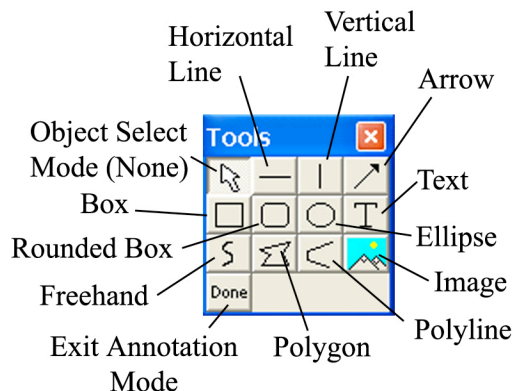 Horizontal
Line
Vertical
Line
Arrow
Object Select
Mode (None)
Tools
Text
Box
T
Ellipse
Rounded Box
Image
Freehand
Done
Polyline
Exit Annotation
Mode
Polygon